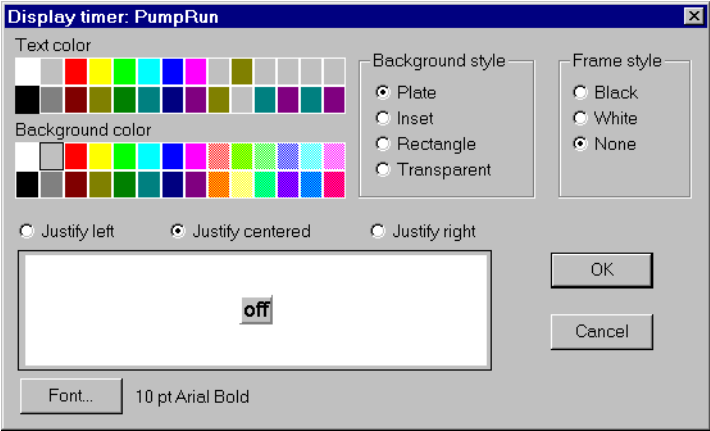 Display timer: PumpRun
Text color
Background style
Frame style
Plate
Black
Inset
White
Background color
Rectangle
None
Transparent
Justify left
Justify centered
Justify right
off
OK
Cancel
Font...
10 pt Arial Bold